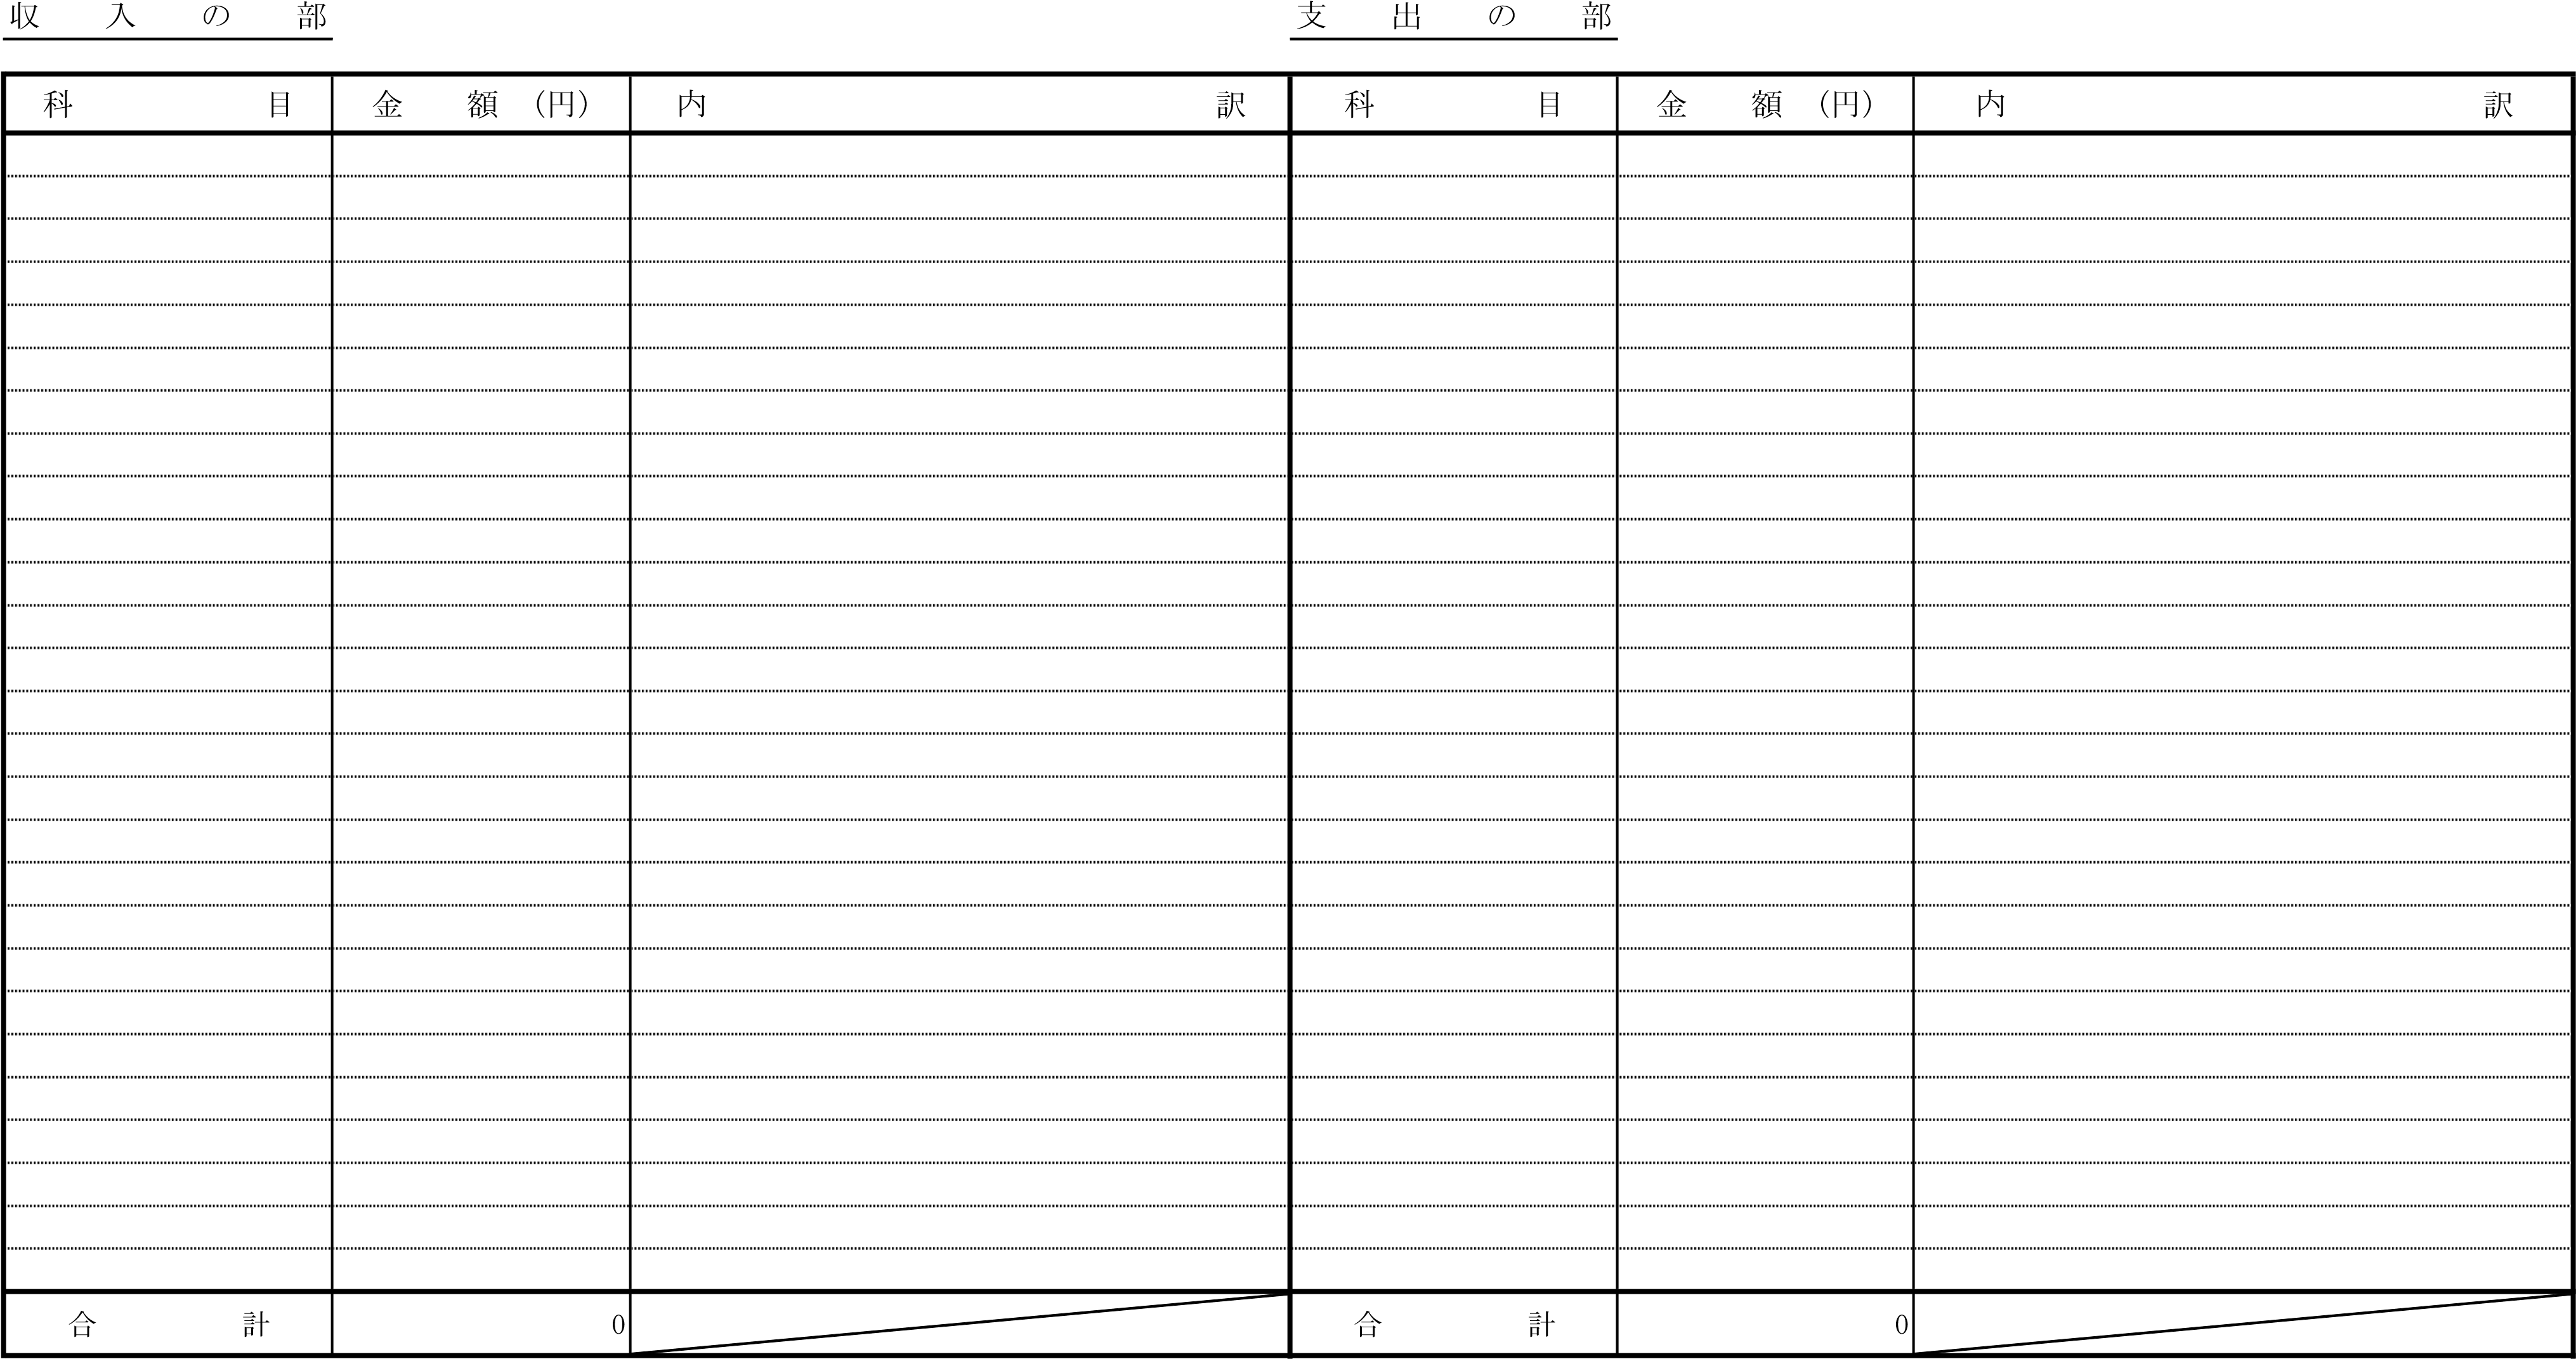 収入の部 支出の部
科目 金額（円） 内訳 科目 金額（円） 内訳
合計 0 合計 0